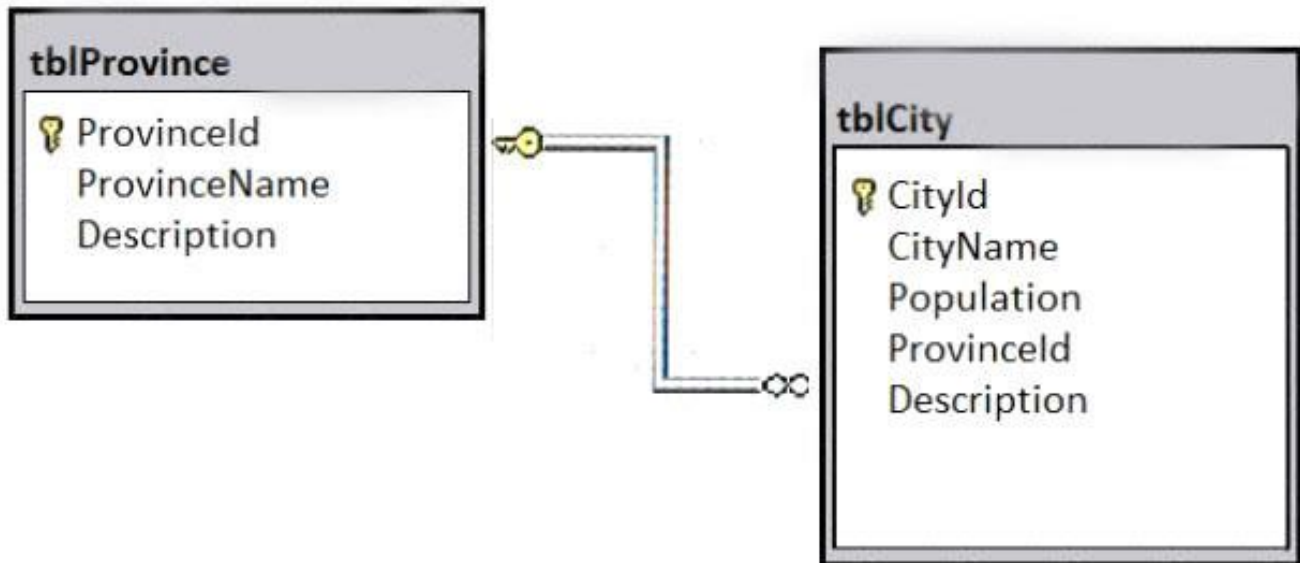 tblProvince
ProvinceId
ProvinceName
Description
tblCity
CityId
CityName
Population
ProvinceId
Description